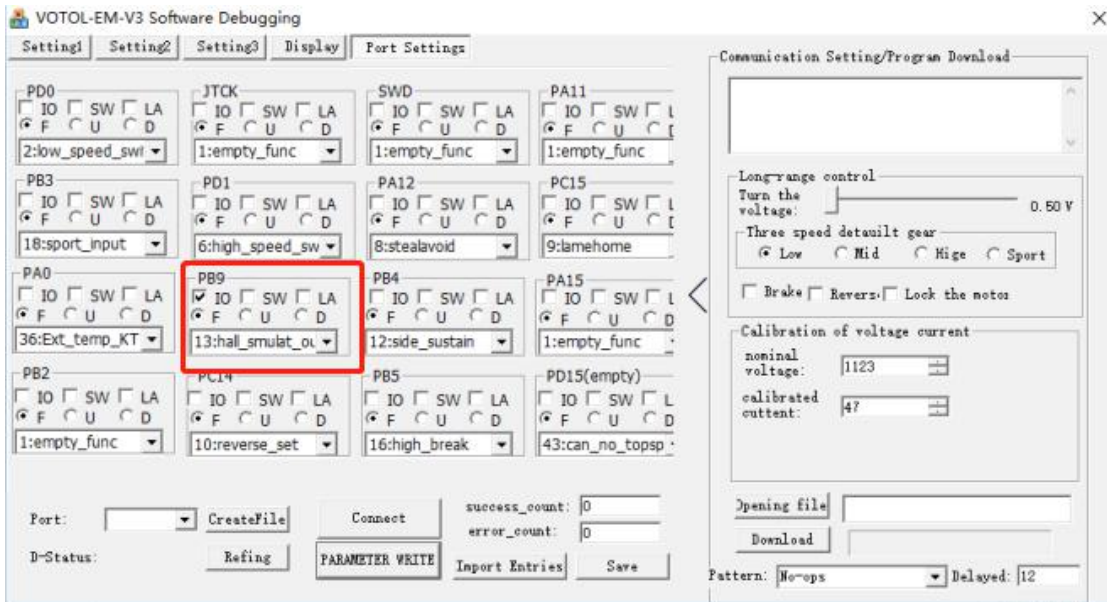 VOTOL-EM-V3 Software Debugging
Setting1 Setting2 Setting3 Display Port Settings
PD0 JTCK SWD PA11
IO SW LA IO SW LA IO SW LA IO SW L
F U D F U D F U D F U D
2:low_speed_swi 1:empty_func 1:empty_func 1:empty_func
PB3 PD1 PA12 PC15
IO SW LA IO SW LA IO SW LA IO SW L
F U D F U D F U D F U D
18:sport_input 6:high_speed_sw 8:stealavoid 9:lamehome
PA0 PB9 PB4 PA15
IO SW LA IO SW LA IO SW LA IO SW L
F U D F U D F U D F U D
36:Ext_temp_KT 13:hall_smulat_ou 12:side_sustain 1:empty_func
PB2 PC14 PB5 PD15(empty)
IO SW LA IO SW LA IO SW LA IO SW L
F U D F U D F U D F U D
1:empty_func 10:reverse_set 16:high_break 43:can_no_topsp
Port: CreateFile Connect success_count: 0
error_count: 0
D-Status: Refing PARAMETER WRITE Import Entries Save
Communication Setting/Program Download
Long-range control
Turn the
voltage: 0.50 V
Three speed detauilt gear
Low Mid Hige Sport
Brake Revers. Lock the motor
Calibration of voltage current
nominal
voltage: 1123
calibrated
cuttent: 47
Opening file
Download
Pattern: No-ops Delayed: 12